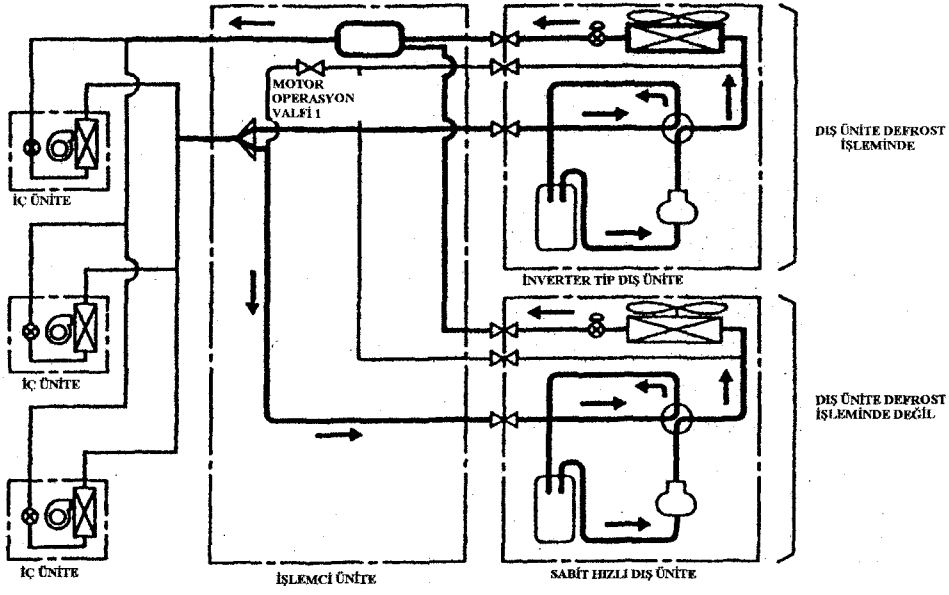 MOTOR
OPERASYON
VALFİ 1
DIŞ ÜNİTE DEFROST
İŞLEMİNDE
İÇ ÜNİTE
İNVERTER TİP DIŞ ÜNİTE
İÇ ÜNİTE
DIŞ ÜNİTE DEFROST
İŞLEMİNDE DEĞİL
İÇ ÜNİTE
İŞLEMCİ ÜNİTE
SABİT HIZLI DIŞ ÜNİTE